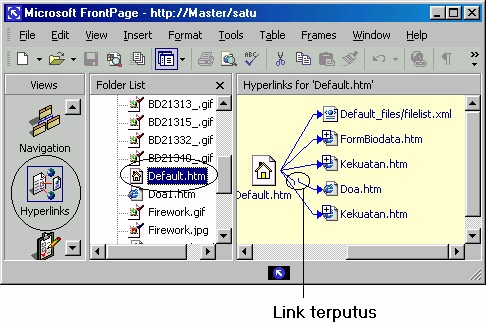 Microsoft FrontPage - http://Master/satu
File Edit View Insert Format Tools Table Frames Window
Views
Folder List
Hyperlinks for 'Default.htm'
Navigation
Hyperlinks
BD21313_.gif
BD21315_.gif
BD21332_.gif
BD21340_.gif
Default.htm
Doa1.htm
Firework.gif
Firework.jpg
Default.htm
Default_files/filelist.xml
FormBiodata.htm
Kekuatan.htm
Doa.htm
Kekuatan.htm
Link terputus